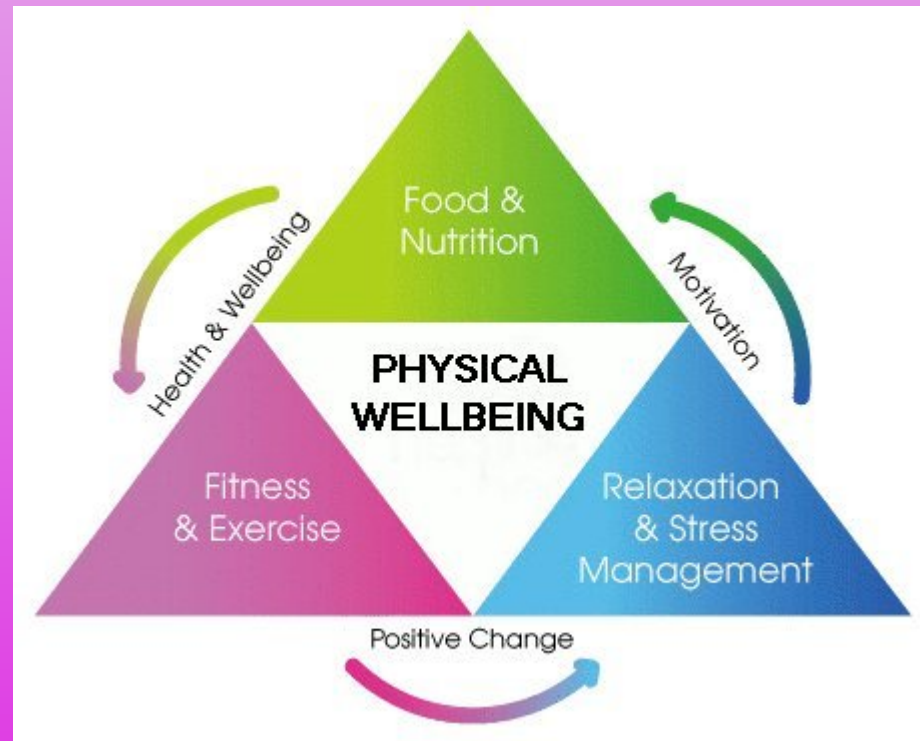 Food &
Nutrition
Health & Wellbeing
Motivation
PHYSICAL
WELLBEING
Fitness
& Exercise
Relaxation
& Stress
Management
Positive Change